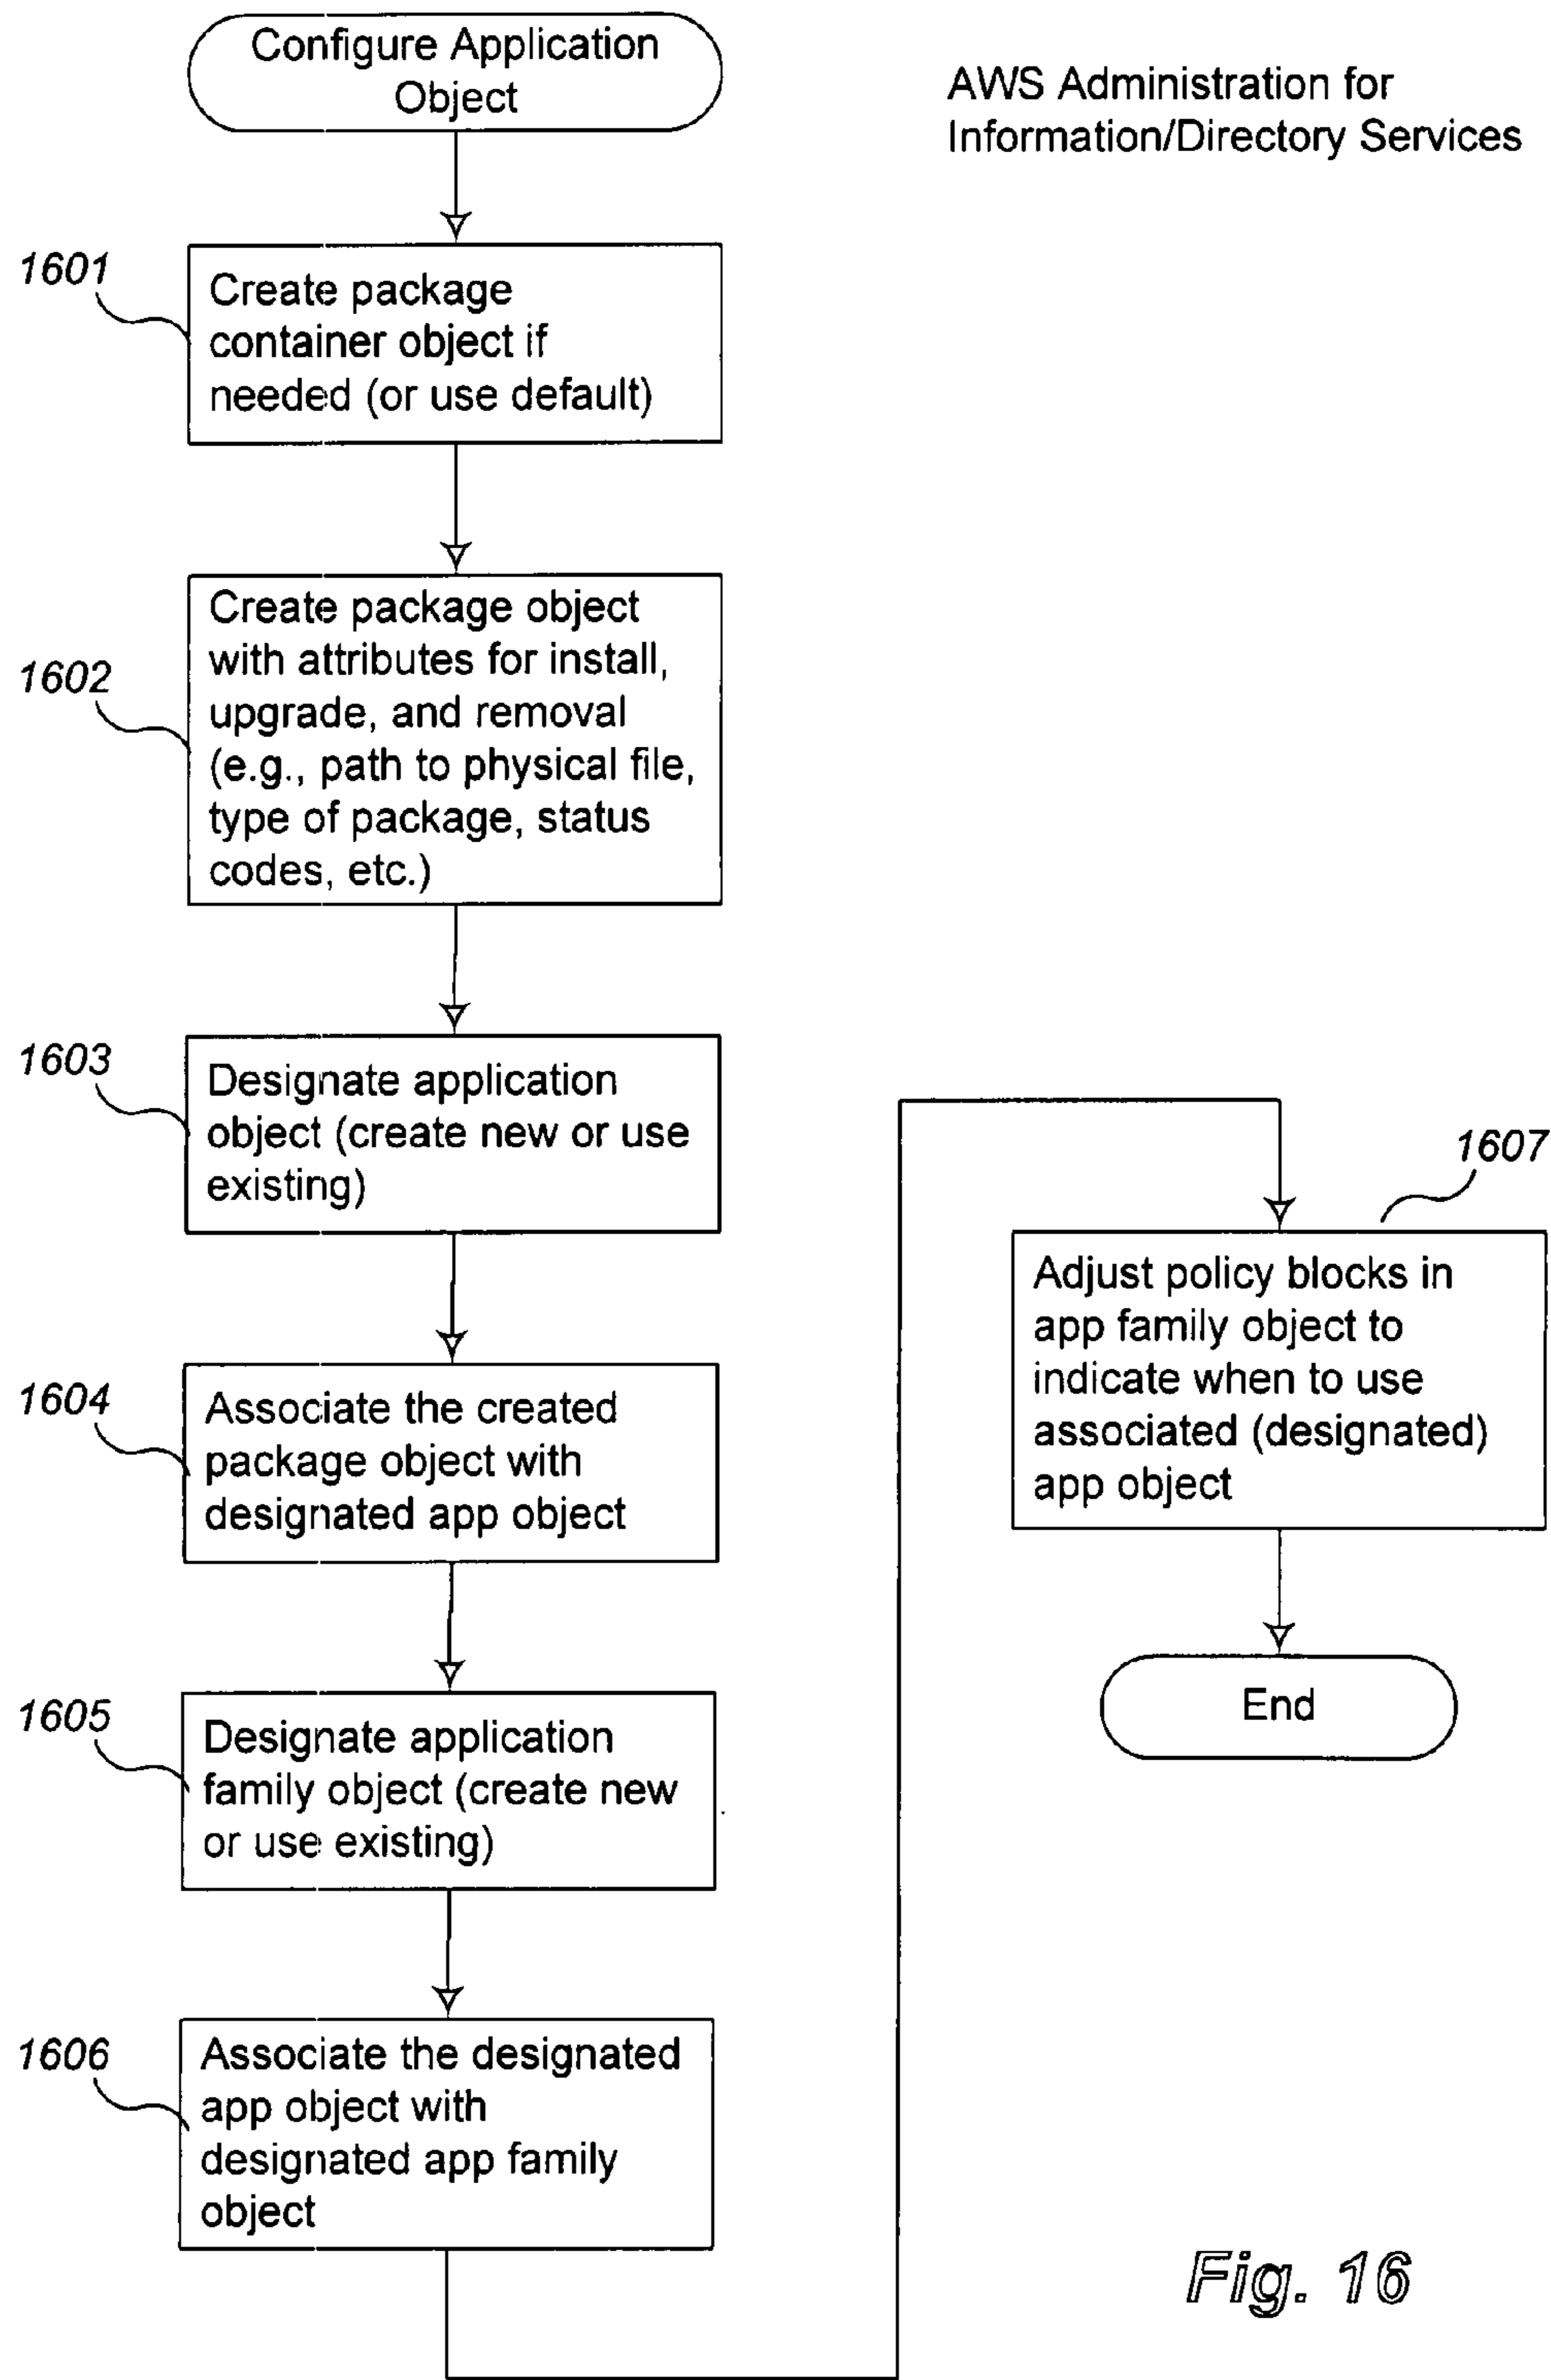 Configure Application
Object
AWS Administration for
Information/Directory Services
1601
Create package
container object if
needed (or use default)
1602
Create package object
with attributes for install,
upgrade, and removal
(e.g., path to physical file,
type of package, status
codes, etc.)
1603
Designate application
object (create new or use
existing)
1604
Associate the created
package object with
designated app object
1605
Designate application
family object (create new
or use existing)
1606
Associate the designated
app object with
designated app family
object
1607
Adjust policy blocks in
app family object to
indicate when to use
associated (designated)
app object
End
Fig. 16